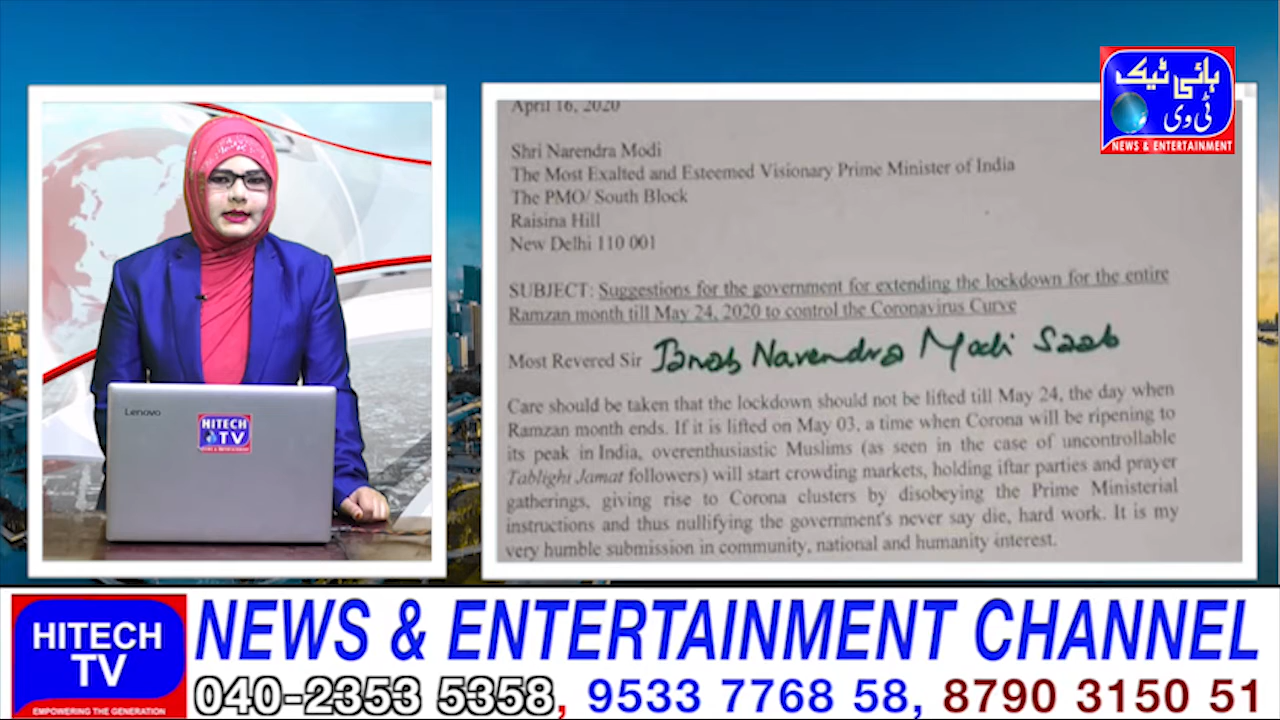 ہائی ٹیک
ٹی وی
NEWS & ENTERTAINMENT
April 16, 2020
Shri Narendra Modi
The Most Exalted and Esteemed Visionary Prime Minister of India
The PMO/ South Block
Raisina Hill
New Delhi 110 001
SUBJECT: Suggestions for the government for extending the lockdown for the entire
Ramzan month till May 24, 2020 to control the Coronavirus Curve
Most Revered Sir Janab Narendra Modi Saab
Care should be taken that the lockdown should not be lifted till May 24, the day when
Ramzan month ends. If it is lifted on May 03, a time when Corona will be ripening to
its peak in India, overenthusiastic Muslims (as seen in the case of uncontrollable
Tablighi Jamat followers) will start crowding markets, holding iftar parties and prayer
gatherings, giving rise to Corona clusters by disobeying the Prime Ministerial
instructions and thus nullifying the government's never say die, hard work. It is my
very humble submission in community, national and humanity interest.
Lenovo
HITECH
TV
HITECH
TV
EMPOWERING THE GENERATION
NEWS & ENTERTAINMENT CHANNEL
040-2353 5358, 9533 7768 58, 8790 3150 51